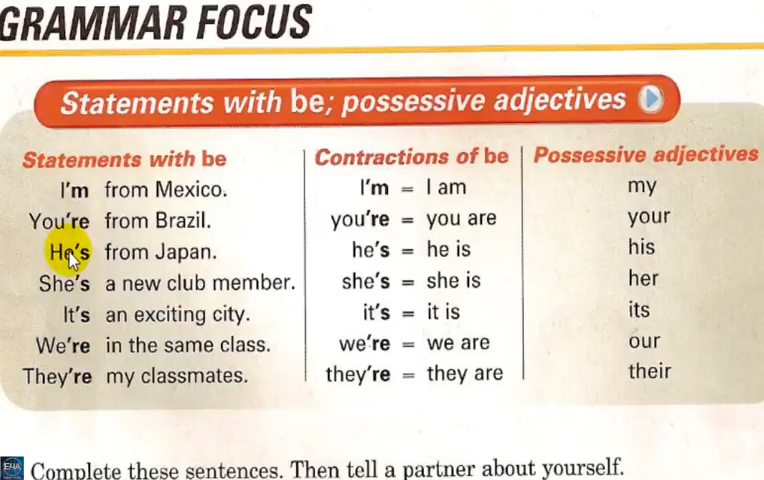 GRAMMAR FOCUS
Statements with be; possessive adjectives
Statements with be
I'm from Mexico.
You're from Brazil.
He's from Japan.
She's a new club member.
It's an exciting city.
We're in the same class.
They're my classmates.
Contractions of be
I'm = I am
you're = you are
he's = he is
she's = she is
it's = it is
we're = we are
they're = they are
Possessive adjectives
my
your
his
her
its
our
their
E4A
Complete these sentences. Then tell a partner about yourself.